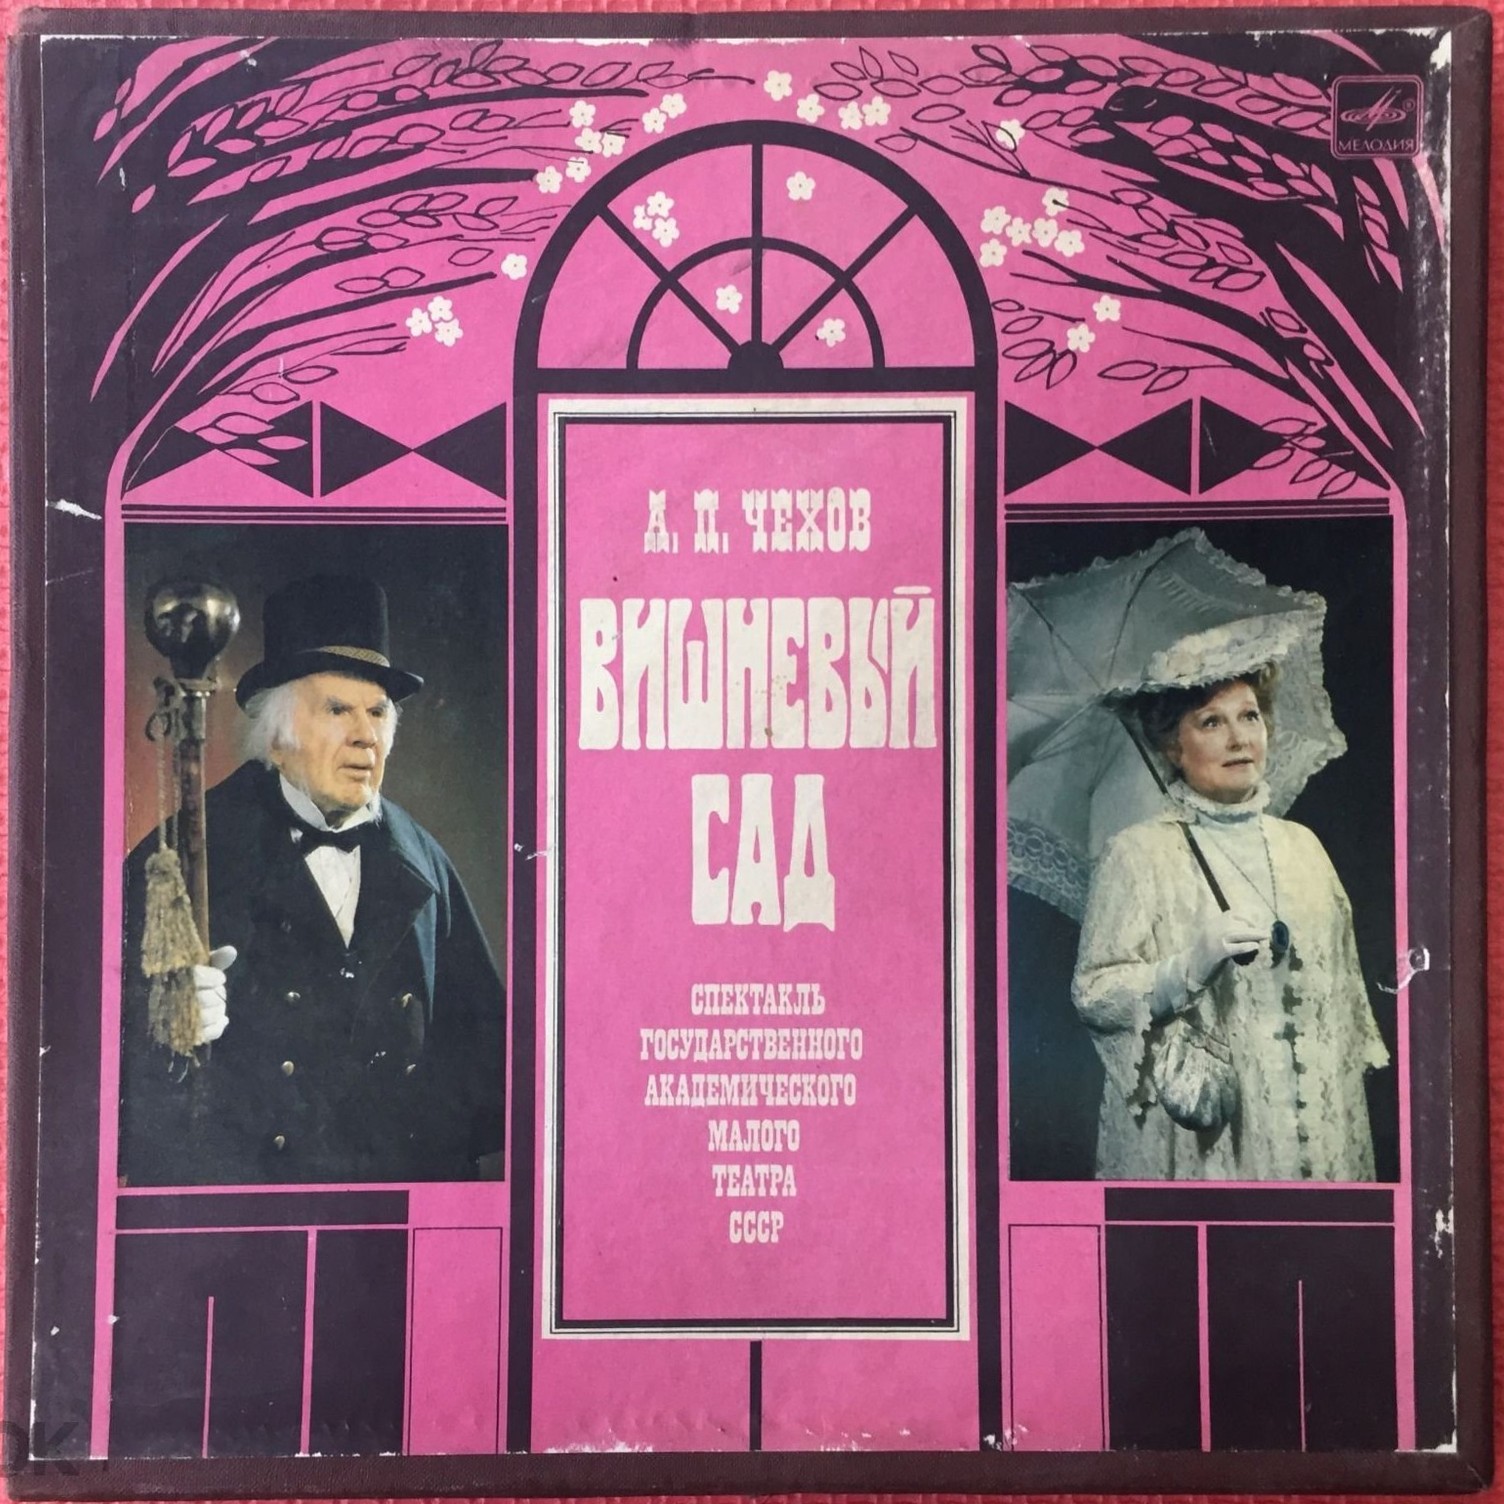 МЕЛОДИЯ
А. П. ЧЕХОВ
ВИШНЕВЫЙ
САД
СПЕКТАКЛЬ
ГОСУДАРСТВЕННОГО
АКАДЕМИЧЕСКОГО
МАЛОГО
ТЕАТРА
СССР